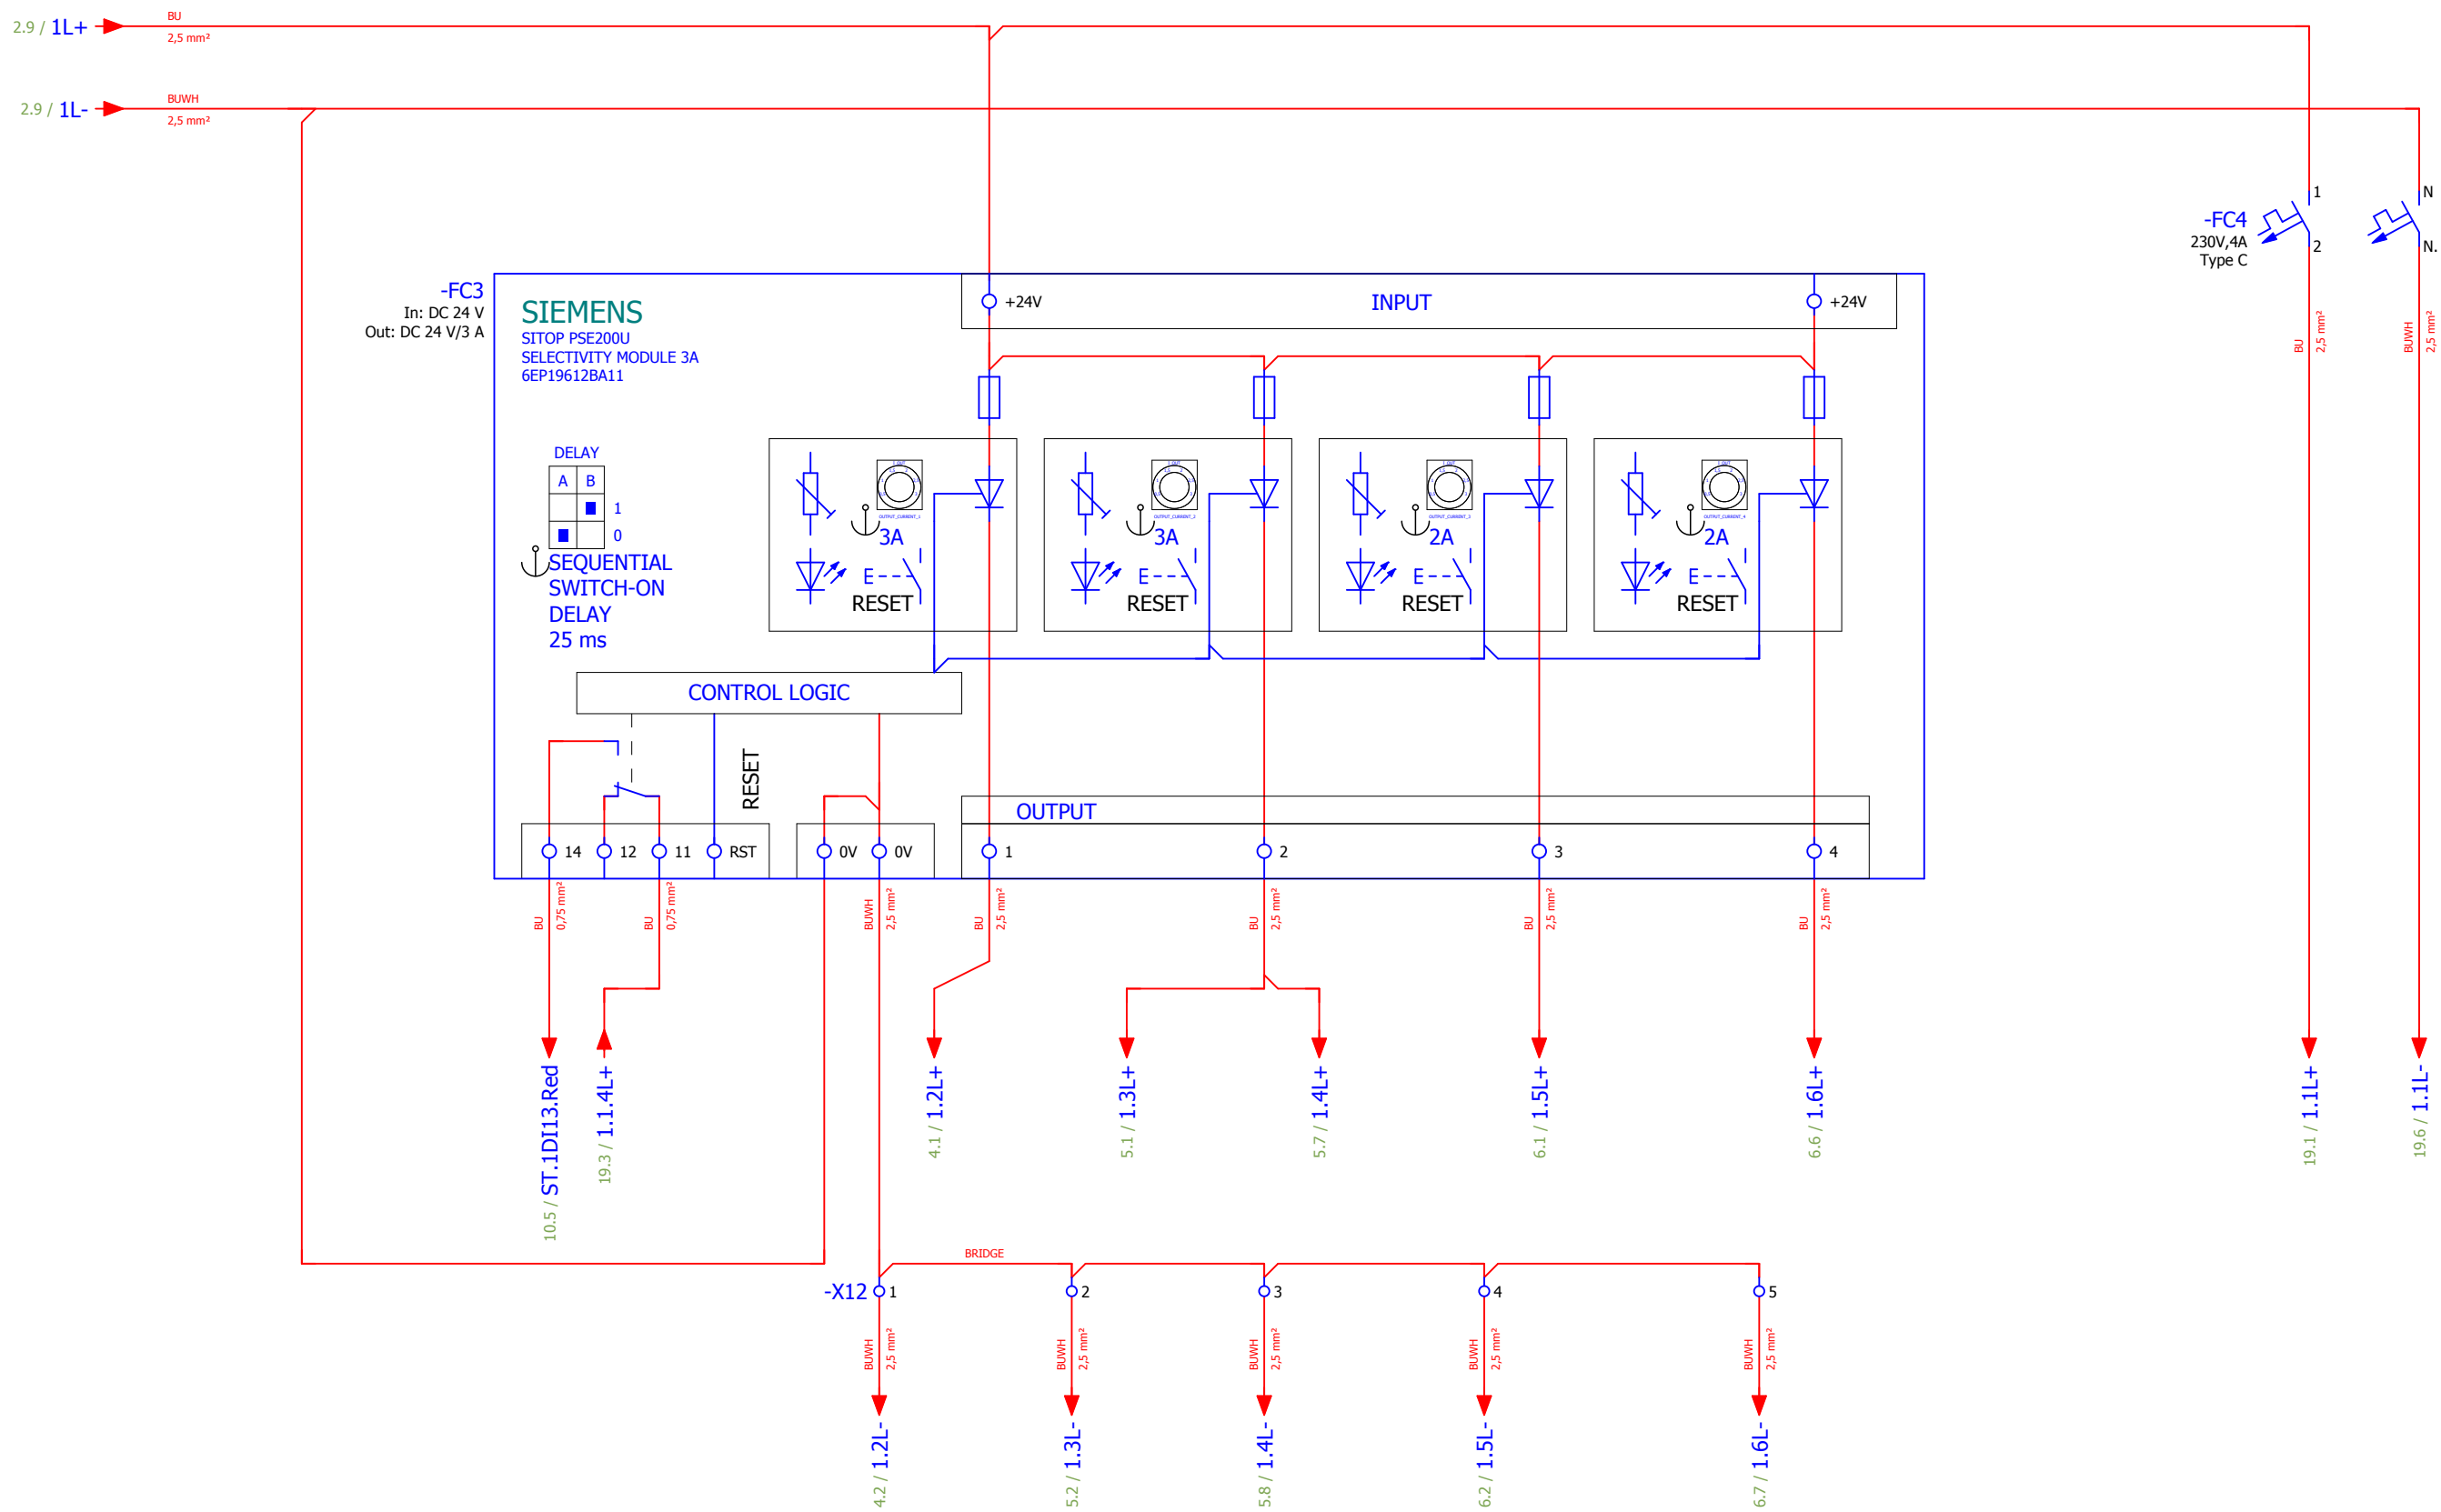 2.9 / 1L+
BU
2,5 mm²
2.9 / 1L-
BUWH
2,5 mm²
-FC4
230V,4A
Type C
1
2
N
N.
BU
2,5 mm²
BUWH
2,5 mm²
-FC3
In: DC 24 V
Out: DC 24 V/3 A
SIEMENS
SITOP PSE200U
SELECTIVITY MODULE 3A
6EP19612BA11
+24V
INPUT
+24V
DELAY
A B
1
0
SEQUENTIAL
SWITCH-ON
DELAY
25 ms
OUTPUT_CURRENT_1
3A
RESET
OUTPUT_CURRENT_2
3A
RESET
OUTPUT_CURRENT_3
2A
RESET
OUTPUT_CURRENT_4
2A
RESET
CONTROL LOGIC
RESET
OUTPUT
14
12
11
RST
0V
0V
1
2
3
4
BU
0,75 mm²
BU
0,75 mm²
BUWH
2,5 mm²
BU
2,5 mm²
BU
2,5 mm²
BU
2,5 mm²
BU
2,5 mm²
10.5 / ST.1DI13.Red
19.3 / 1.1.4L+
4.1 / 1.2L+
5.1 / 1.3L+
5.7 / 1.4L+
6.1 / 1.5L+
6.6 / 1.6L+
19.1 / 1.1L+
19.6 / 1.1L-
BRIDGE
-X12
1
2
3
4
5
BUWH
2,5 mm²
BUWH
2,5 mm²
BUWH
2,5 mm²
BUWH
2,5 mm²
BUWH
2,5 mm²
4.2 / 1.2L-
5.2 / 1.3L-
5.8 / 1.4L-
6.2 / 1.5L-
6.7 / 1.6L-